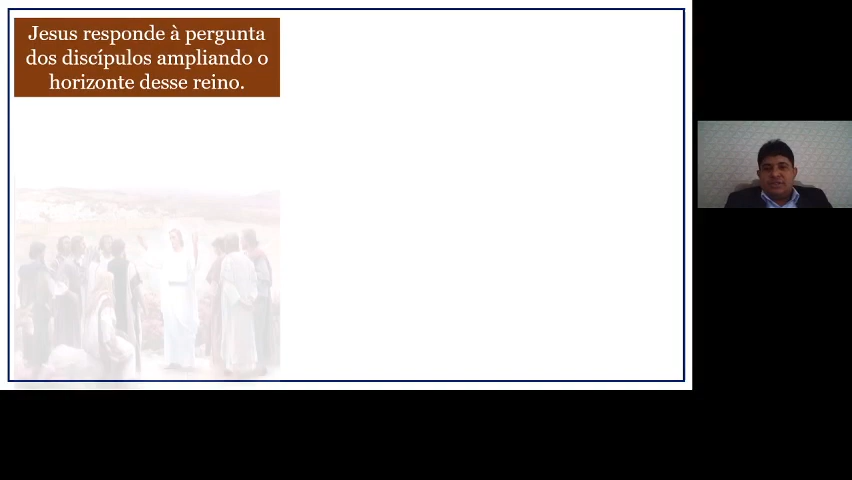 Jesus responde à pergunta
dos discípulos ampliando o
horizonte desse reino.